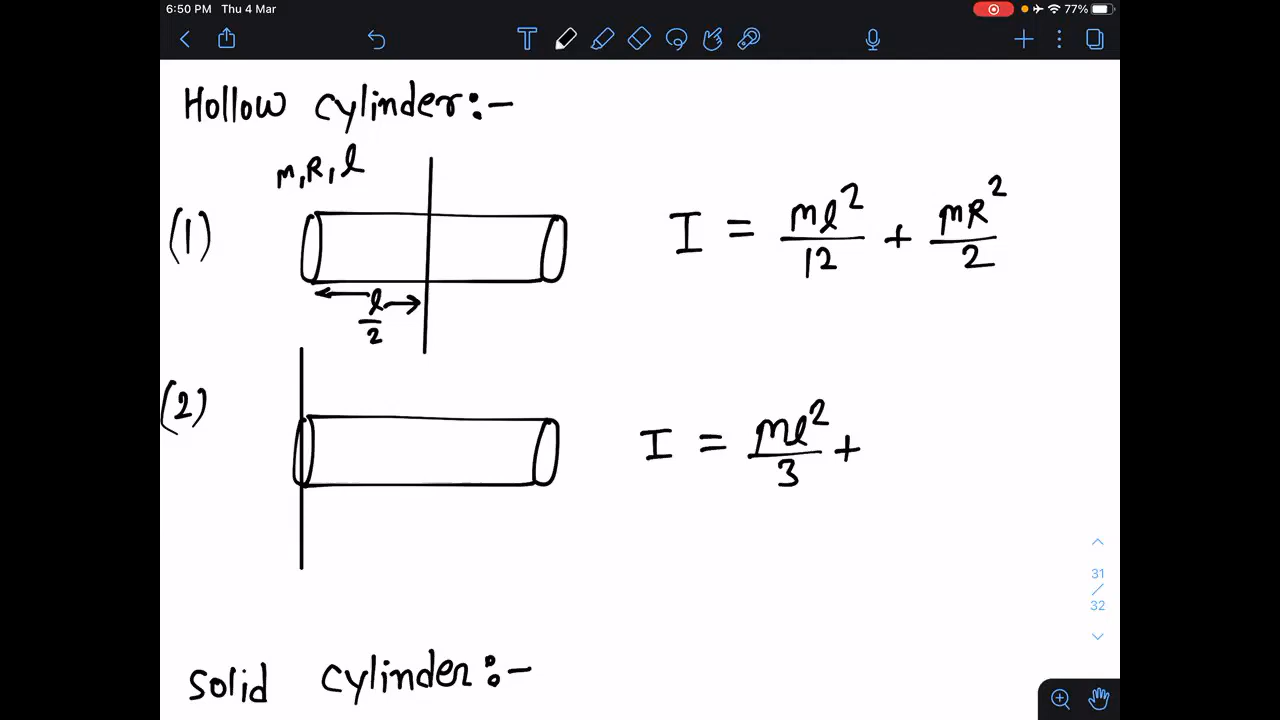 6:50 PM Thu 4 Mar 77%
Hollow cylinder:-
M, R, l
(1) I = Ml²/12 + MR²/2
l/2
(2) I = Ml²/3 +
31
/
32
Solid cylinder:-